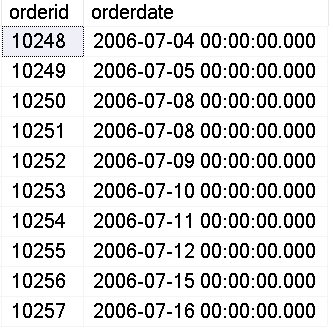 orderid orderdate
10248 2006-07-04 00:00:00.000
10249 2006-07-05 00:00:00.000
10250 2006-07-08 00:00:00.000
10251 2006-07-08 00:00:00.000
10252 2006-07-09 00:00:00.000
10253 2006-07-10 00:00:00.000
10254 2006-07-11 00:00:00.000
10255 2006-07-12 00:00:00.000
10256 2006-07-15 00:00:00.000
10257 2006-07-16 00:00:00.000